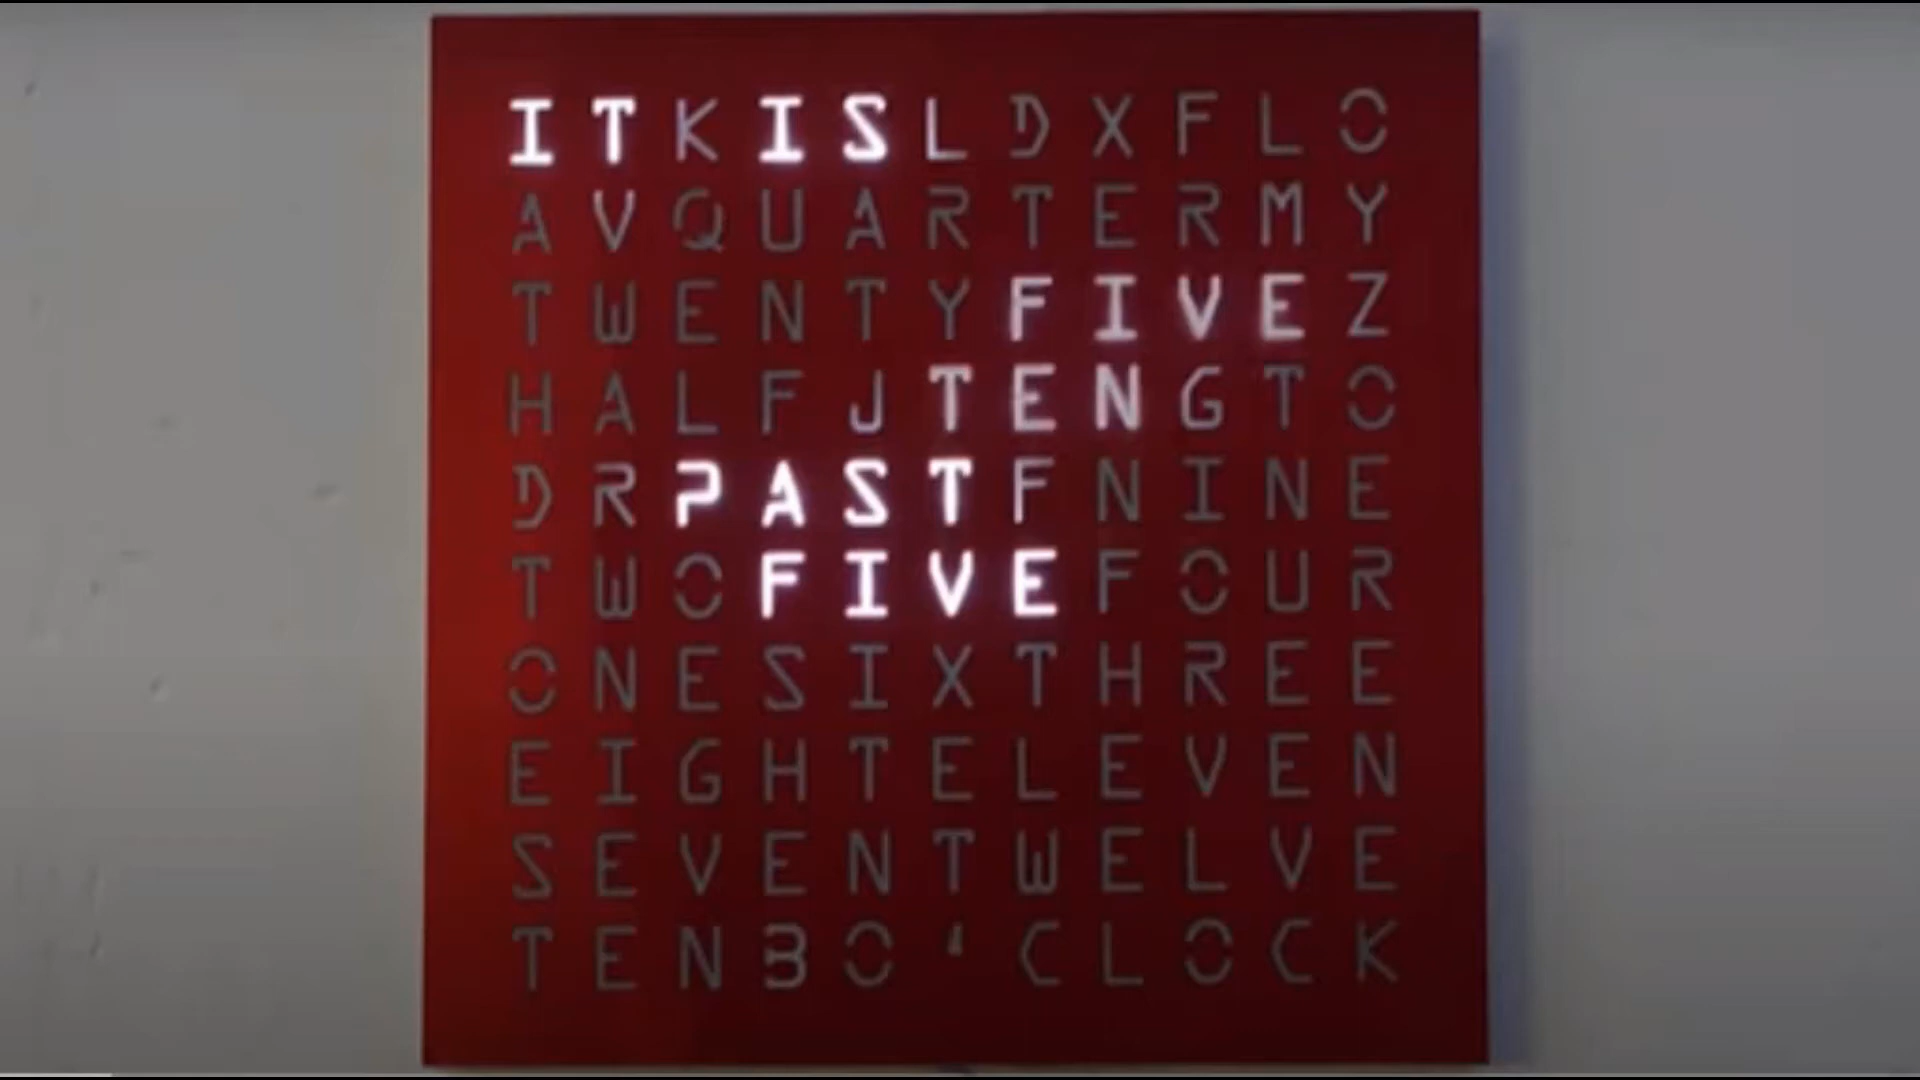 ITKISLDXFLO
AVQUARTERMY
TWENTYFIVEZ
HALFJTENGTO
DRPASTFNINE
TWOFIVEFOUR
ONESIXTHREE
EIGHTELEVEN
SEVENTWELVE
TENBO‘CLOCK